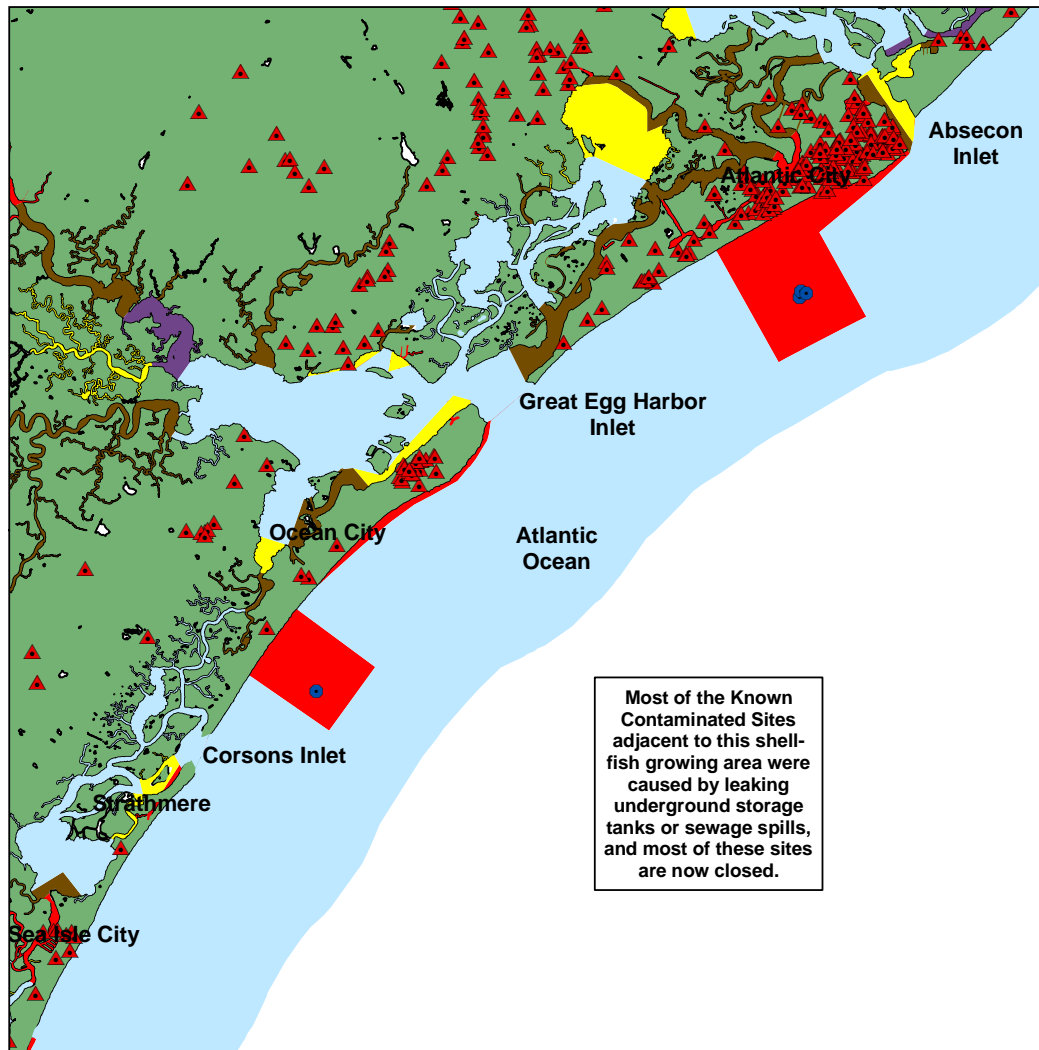 Absecon
Inlet
Atlantic City
Great Egg Harbor
Inlet
Ocean City
Atlantic
Ocean
Corsons Inlet
Strathmere
Sea Isle City
Most of the Known
Contaminated Sites
adjacent to this shell-
fish growing area were
caused by leaking
underground storage
tanks or sewage spills,
and most of these sites
are now closed.